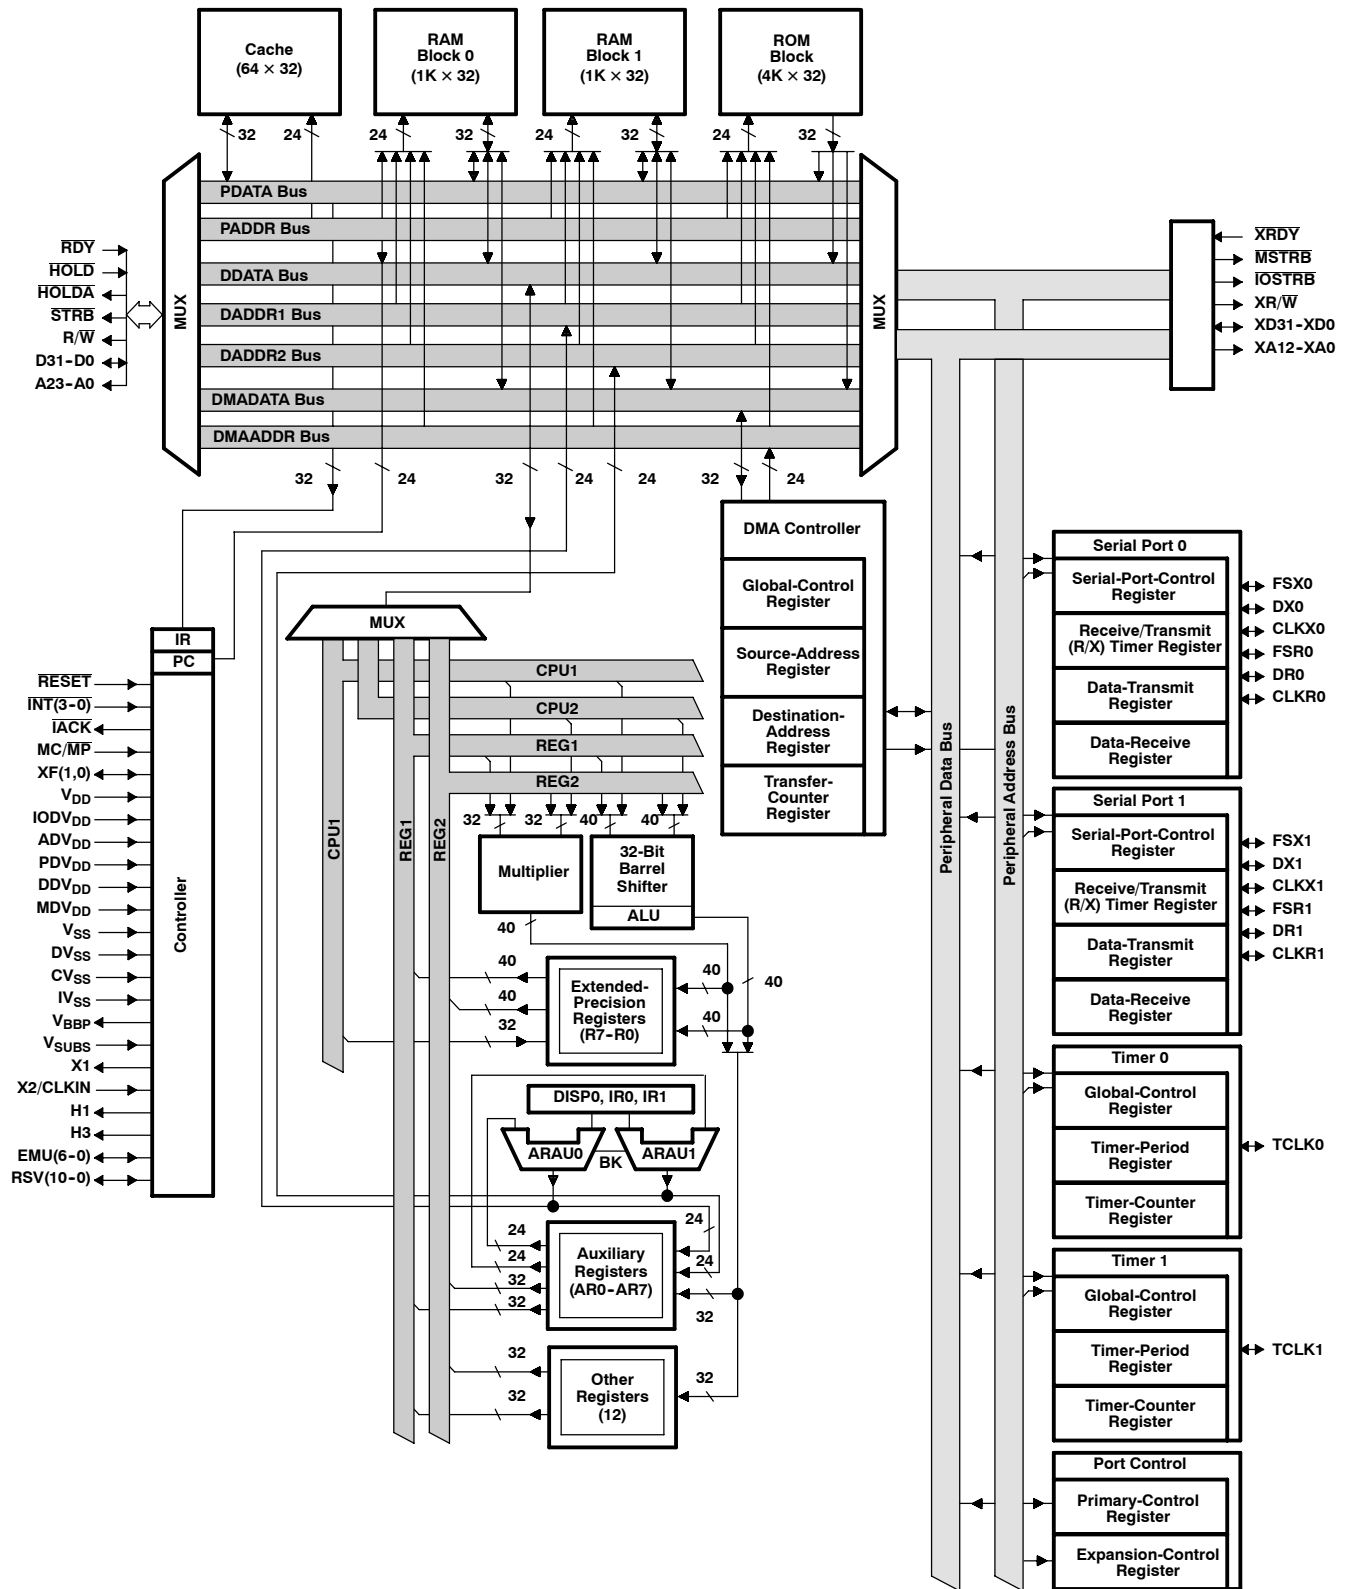 Cache
(64 × 32)
RAM
Block 0
(1K × 32)
RAM
Block 1
(1K × 32)
ROM
Block
(4K × 32)
32
24
24
32
24
32
24
32
MUX
PDATA Bus
PADDR Bus
DDATA Bus
DADDR1 Bus
DADDR2 Bus
DMADATA Bus
DMAADDR Bus
MUX
R̅D̅Y̅
H̅O̅L̅D̅
H̅O̅L̅D̅A̅
S̅T̅R̅B̅
R/W̅
D31-D0
A23-A0
X̅R̅D̅Y̅
M̅S̅T̅R̅B̅
I̅O̅S̅T̅R̅B̅
XR/W̅
XD31-XD0
XA12-XA0
32
24
32
24
24
32
24
DMA Controller
Global-Control
Register
Source-Address
Register
Destination-
Address
Register
Transfer-
Counter
Register
Peripheral Data Bus
Peripheral Address Bus
IR
PC
Controller
R̅E̅S̅E̅T̅
I̅N̅T̅(3-0)
I̅A̅C̅K̅
MC/M̅P̅
XF(1,0)
VDD
IODVDD
ADVDD
PDVDD
DDVDD
MDVDD
VSS
DVSS
CVSS
IVSS
VBBP
VSUBS
X1
X2/CLKIN
H1
H3
EMU(6-0)
RSV(10-0)
MUX
CPU1
CPU2
REG1
REG2
CPU1
REG1
REG2
32
32
40
40
Multiplier
32-Bit
Barrel
Shifter
ALU
40
40
40
32
Extended-
Precision
Registers
(R7-R0)
40
40
40
DISP0, IR0, IR1
ARAU0
BK
ARAU1
24
24
32
32
Auxiliary
Registers
(AR0-AR7)
24
24
32
32
32
Other
Registers
(12)
32
Serial Port 0
Serial-Port-Control
Register
Receive/Transmit
(R/X) Timer Register
Data-Transmit
Register
Data-Receive
Register
FSX0
DX0
CLKX0
FSR0
DR0
CLKR0
Serial Port 1
Serial-Port-Control
Register
Receive/Transmit
(R/X) Timer Register
Data-Transmit
Register
Data-Receive
Register
FSX1
DX1
CLKX1
FSR1
DR1
CLKR1
Timer 0
Global-Control
Register
Timer-Period
Register
Timer-Counter
Register
TCLK0
Timer 1
Global-Control
Register
Timer-Period
Register
Timer-Counter
Register
TCLK1
Port Control
Primary-Control
Register
Expansion-Control
Register